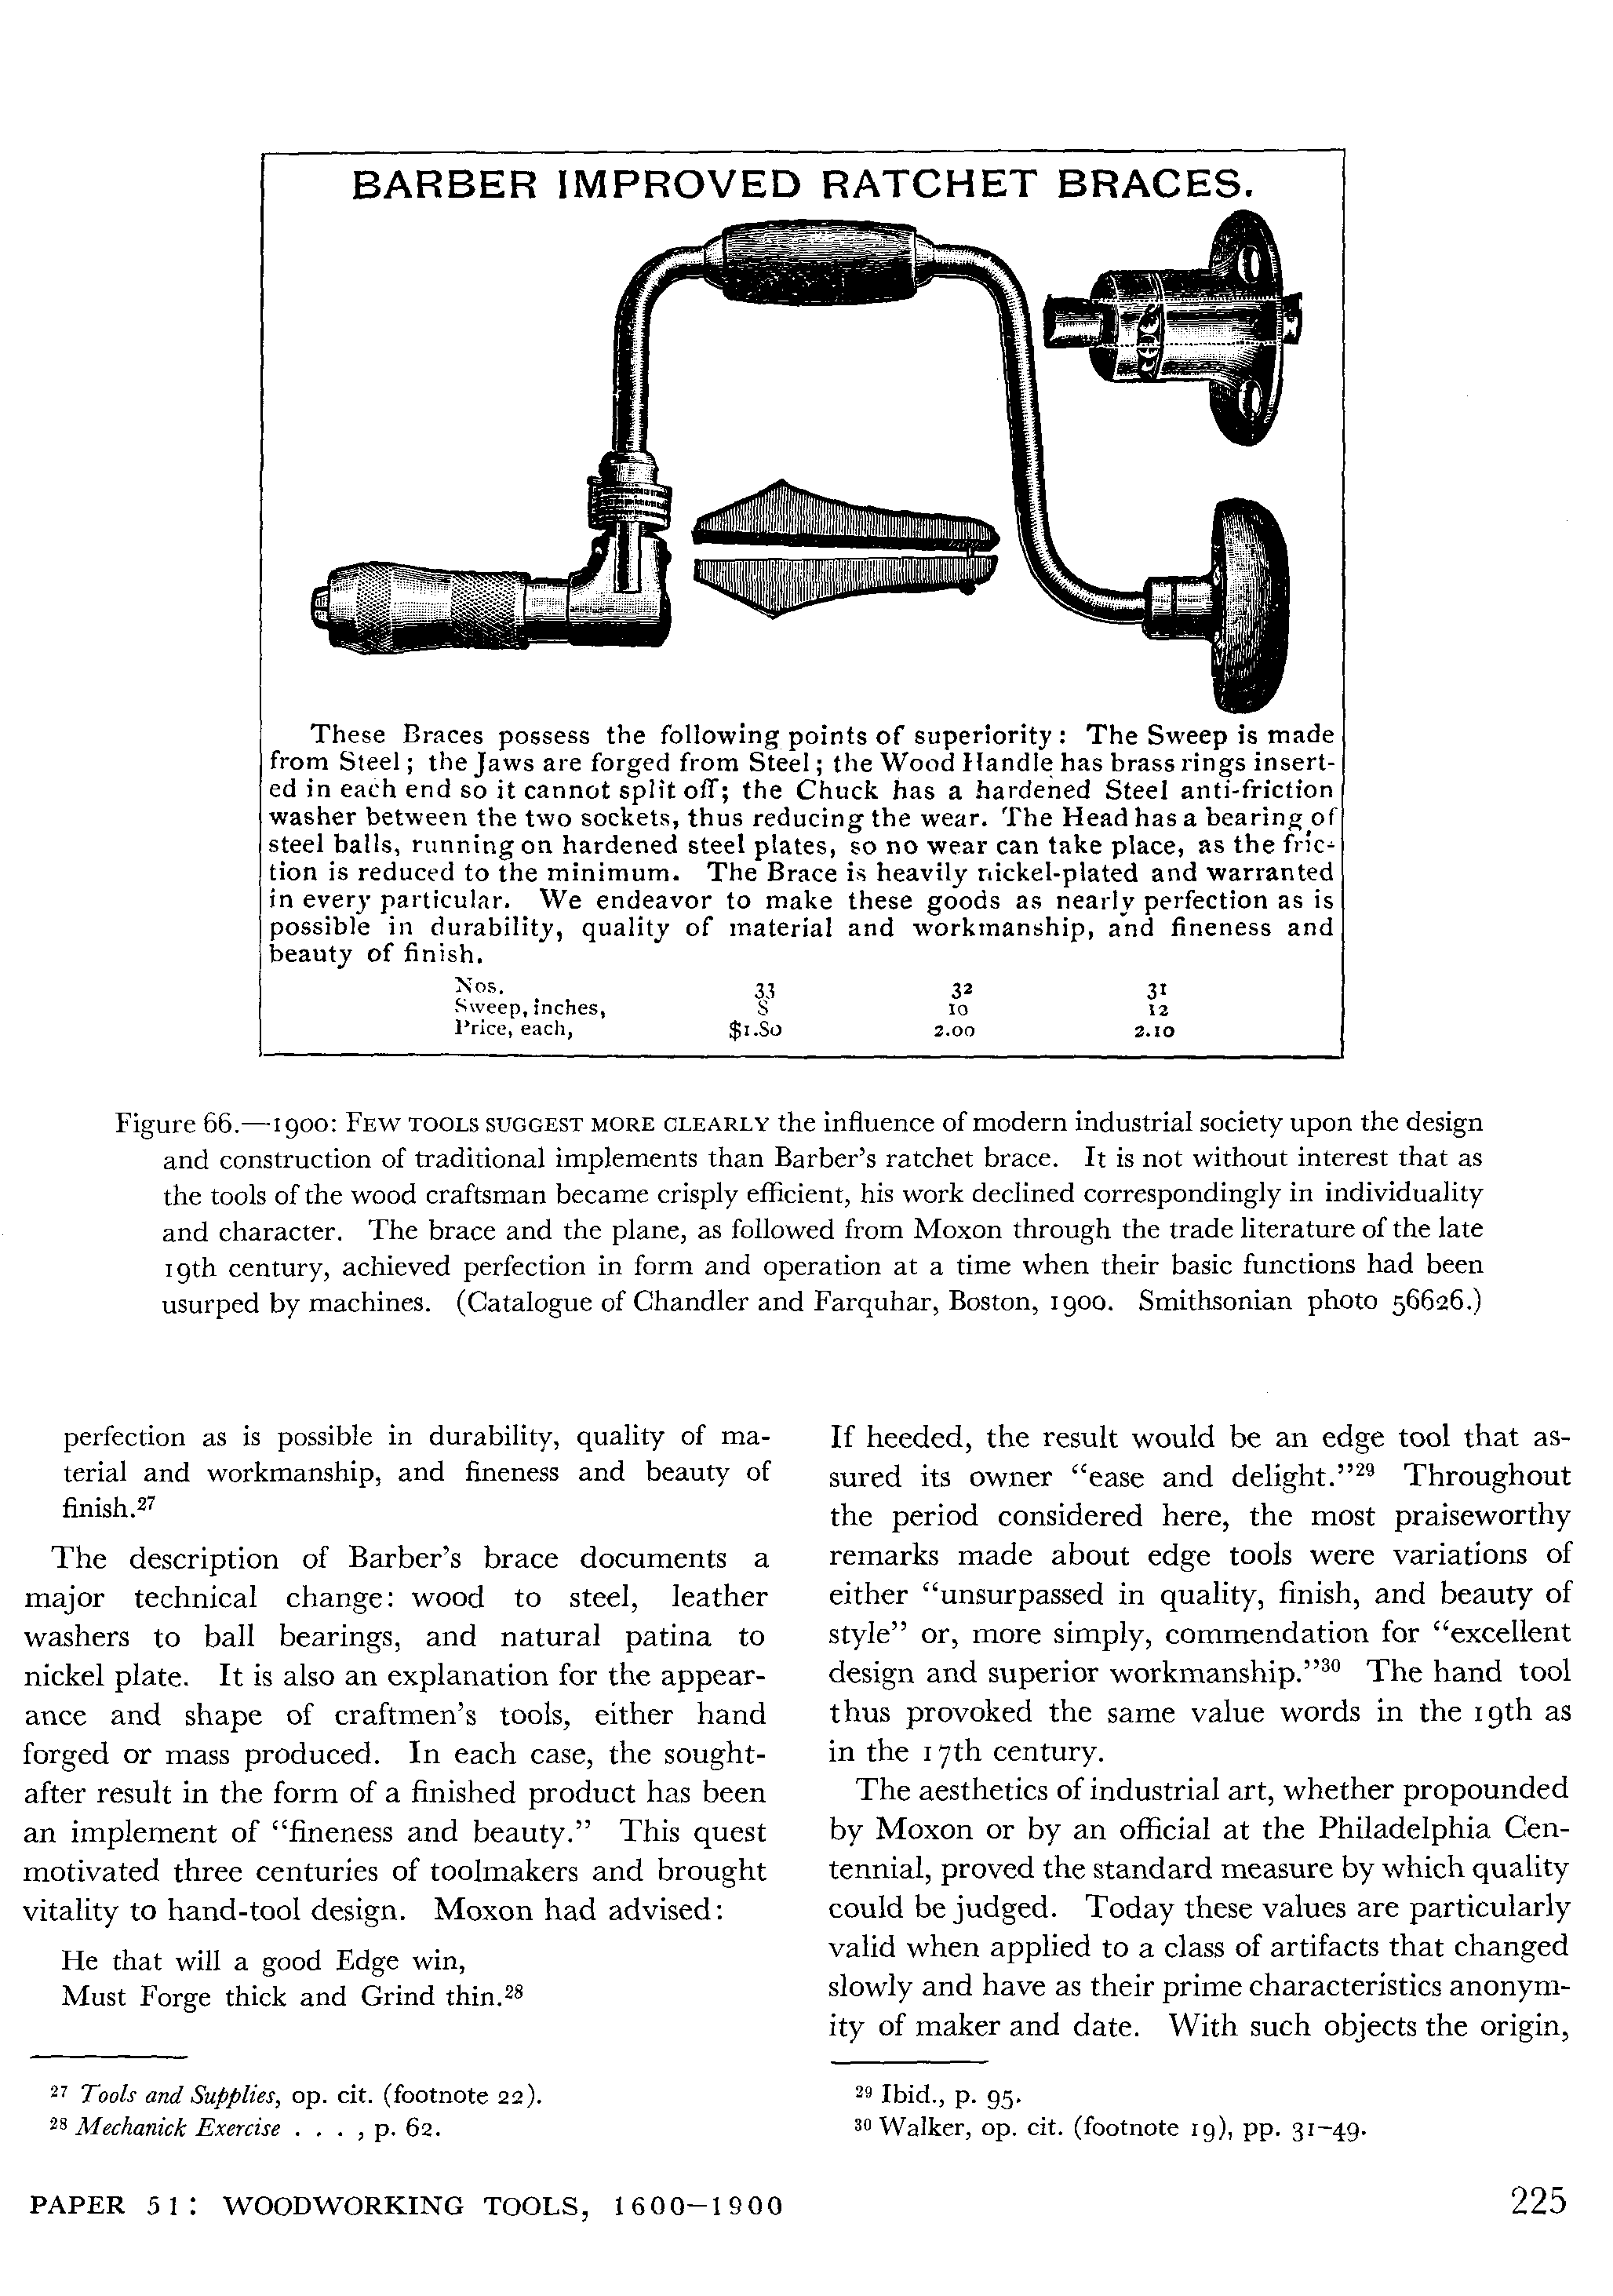 BARBER IMPROVED RATCHET BRACES.
These Braces possess the following points of superiority: The Sweep is made
from Steel; the Jaws are forged from Steel; the Wood Handle has brass rings insert-
ed in each end so it cannot split off; the Chuck has a hardened Steel anti-friction
washer between the two sockets, thus reducing the wear. The Head has a bearing of
steel balls, running on hardened steel plates, so no wear can take place, as the fric-
tion is reduced to the minimum. The Brace is heavily nickel-plated and warranted
in every particular. We endeavor to make these goods as nearly perfection as is
possible in durability, quality of material and workmanship, and fineness and
beauty of finish.
Nos. 33 32 31
Sweep, inches, 8 10 12
Price, each, $1.80 2.00 2.10
Figure 66.—1900: FEW TOOLS SUGGEST MORE CLEARLY the influence of modern industrial society upon the design
and construction of traditional implements than Barber's ratchet brace. It is not without interest that as
the tools of the wood craftsman became crisply efficient, his work declined correspondingly in individuality
and character. The brace and the plane, as followed from Moxon through the trade literature of the late
19th century, achieved perfection in form and operation at a time when their basic functions had been
usurped by machines. (Catalogue of Chandler and Farquhar, Boston, 1900. Smithsonian photo 56626.)
perfection as is possible in durability, quality of ma-
terial and workmanship, and fineness and beauty of
finish.27
The description of Barber's brace documents a
major technical change: wood to steel, leather
washers to ball bearings, and natural patina to
nickel plate. It is also an explanation for the appear-
ance and shape of craftmen's tools, either hand
forged or mass produced. In each case, the sought-
after result in the form of a finished product has been
an implement of "fineness and beauty." This quest
motivated three centuries of toolmakers and brought
vitality to hand-tool design. Moxon had advised:
He that will a good Edge win,
Must Forge thick and Grind thin.28
27 Tools and Supplies, op. cit. (footnote 22).
28 Mechanick Exercise . . . , p. 62.
If heeded, the result would be an edge tool that as-
sured its owner "ease and delight."29 Throughout
the period considered here, the most praiseworthy
remarks made about edge tools were variations of
either "unsurpassed in quality, finish, and beauty of
style" or, more simply, commendation for "excellent
design and superior workmanship."30 The hand tool
thus provoked the same value words in the 19th as
in the 17th century.
The aesthetics of industrial art, whether propounded
by Moxon or by an official at the Philadelphia Cen-
tennial, proved the standard measure by which quality
could be judged. Today these values are particularly
valid when applied to a class of artifacts that changed
slowly and have as their prime characteristics anonym-
ity of maker and date. With such objects the origin,
29 Ibid., p. 95.
30 Walker, op. cit. (footnote 19), pp. 31–49.
PAPER 51: WOODWORKING TOOLS, 1600–1900
225